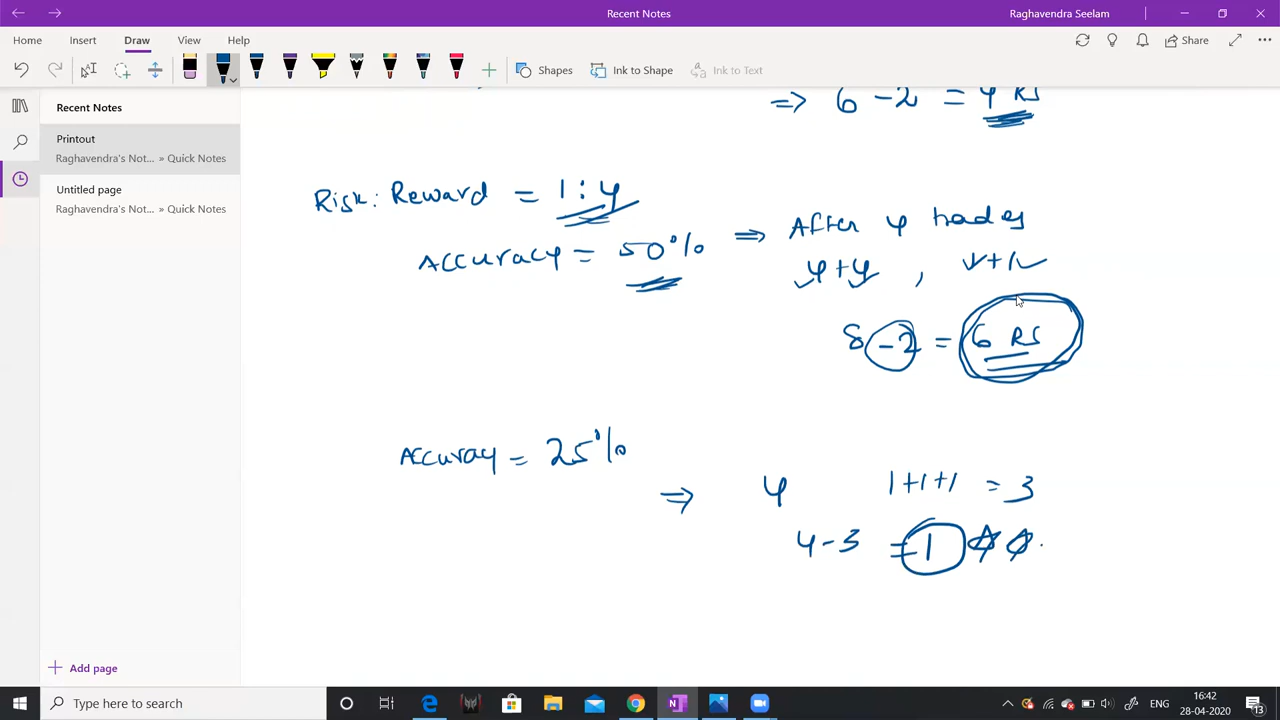 Recent Notes
Raghavendra Seelam
Home Insert Draw View Help
Share
Shapes
Ink to Shape
Ink to Text
Recent Notes
Printout
Raghavendra's Not... » Quick Notes
Untitled page
Raghavendra's Not... » Quick Notes
=> 6 - 2 = 4 RS
Risk: Reward = 1:4
Accuracy = 50%
=> After 4 trades
4+4 , 1+1
8 - 2 = 6 RS
Accuray = 25%
=> 4 1+1+1 = 3
4-3 = 1
Add page
Type here to search
ENG
16:42
28-04-2020
13